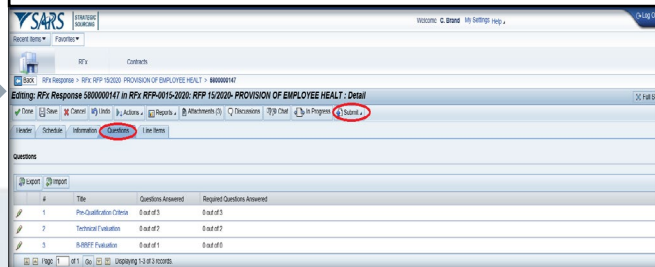 SARS STRATEGIC SOURCING Welcome G. Brand My Settings Help Log O
Recent Items Favorites
RFx Contracts
Back RFx Response > RFx: RFP 15/2020 PROVISION OF EMPLOYEE HEALT > 5800000147
Editing: RFx Response 5800000147 in RFx RFP-0015-2020: RFP 15/2020- PROVISION OF EMPLOYEE HEALT : Detail Full S
Done Save Cancel Undo Actions Reports Attachments (3) Discussions Chat In Progress Submit
Header Schedule Information Questions Line Items
Questions
Export Import
# Title Questions Answered Required Questions Answered
1 Pre-Qualification Criteria 0 out of 3 0 out of 3
2 Technical Evaluation 0 out of 2 0 out of 2
3 B-BBEE Evaluation 0 out of 1 0 out of 0
Page 1 of 1 Go Displaying 1-3 of 3 records.